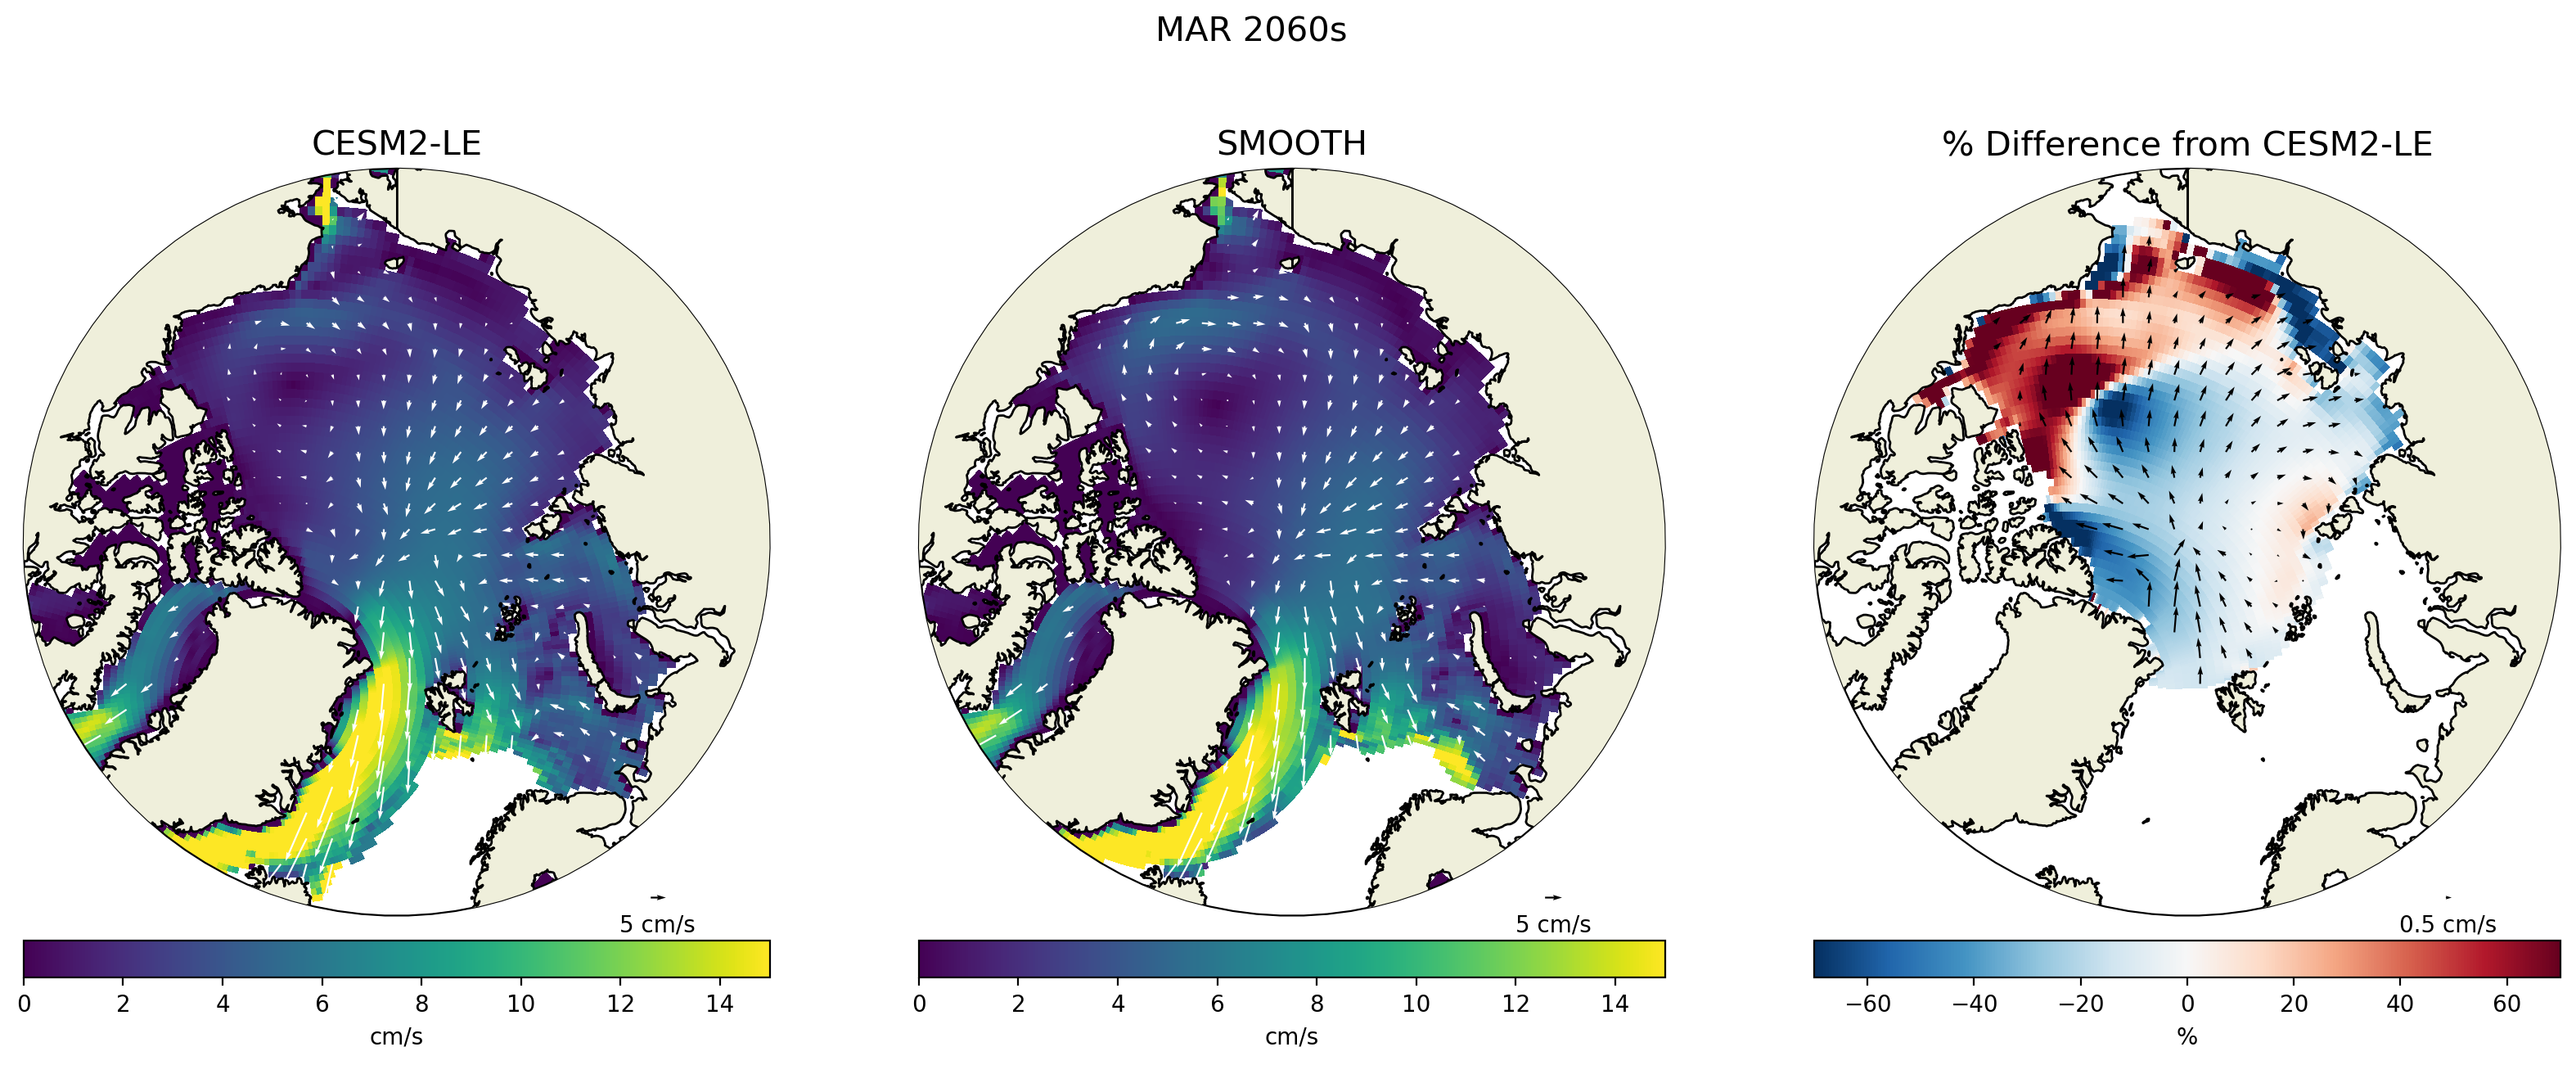 MAR 2060s
CESM2-LE
SMOOTH
% Difference from CESM2-LE
5 cm/s
5 cm/s
0.5 cm/s
0 2 4 6 8 10 12 14
0 2 4 6 8 10 12 14
−60 −40 −20 0 20 40 60
cm/s
cm/s
%